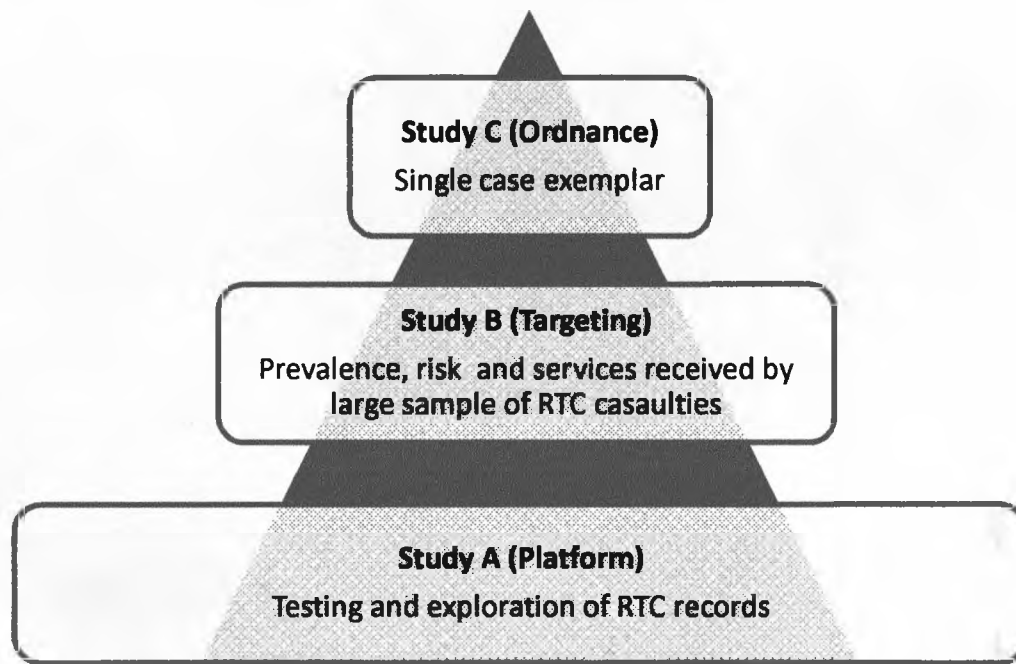 Study C (Ordnance)
Single case exemplar
Study B (Targeting)
Prevalence, risk and services received by
large sample of RTC casaulties
Study A (Platform)
Testing and exploration of RTC records